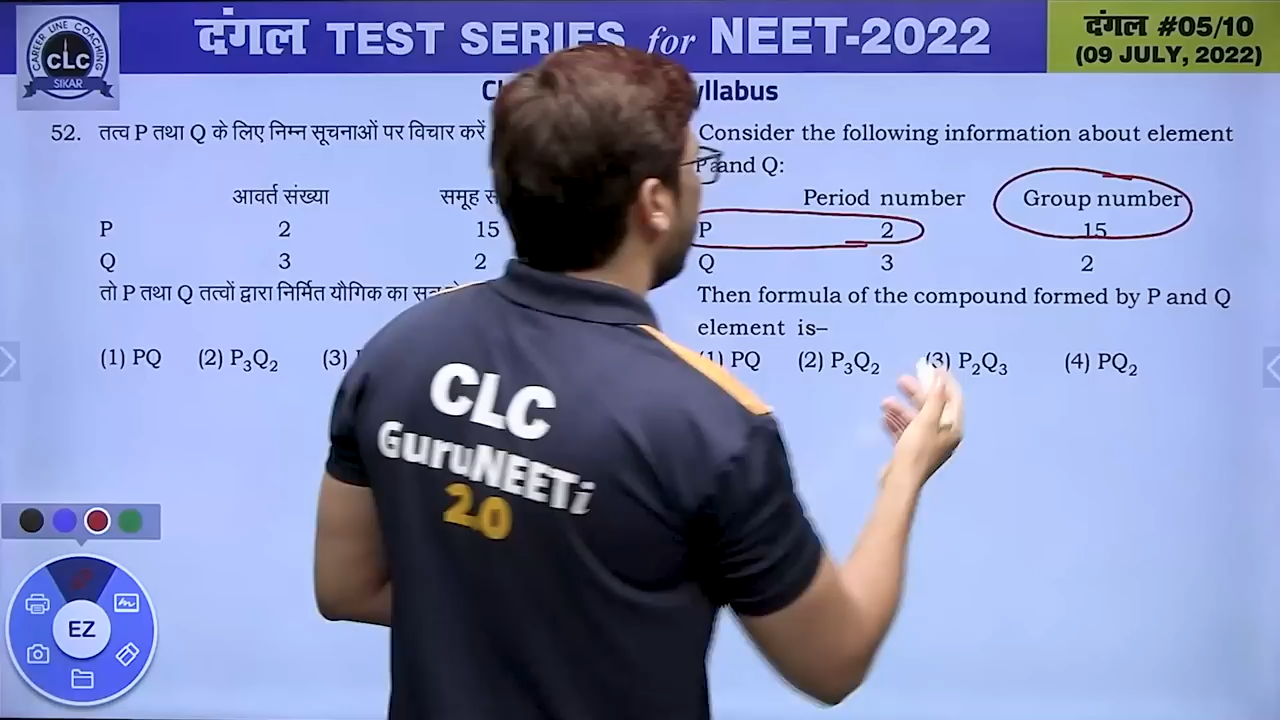 दंगल TEST SERIES for NEET-2022
दंगल #05/10
(09 JULY, 2022)
CAREER LINE COACHING
CLC
SIKAR
52. तत्व P तथा Q के लिए निम्न सूचनाओं पर विचार करें
आवर्त संख्या समूह
P 2 15
Q 3 2
तो P तथा Q तत्वों द्वारा निर्मित यौगिक का
(1) PQ (2) P₃Q₂ (3)
Consider the following information about element
P and Q:
Period number Group number
P 2 15
Q 3 2
Then formula of the compound formed by P and Q
element is–
(1) PQ (2) P₃Q₂ (3) P₂Q₃ (4) PQ₂
CLC
GuruNEETi
2.0
EZ